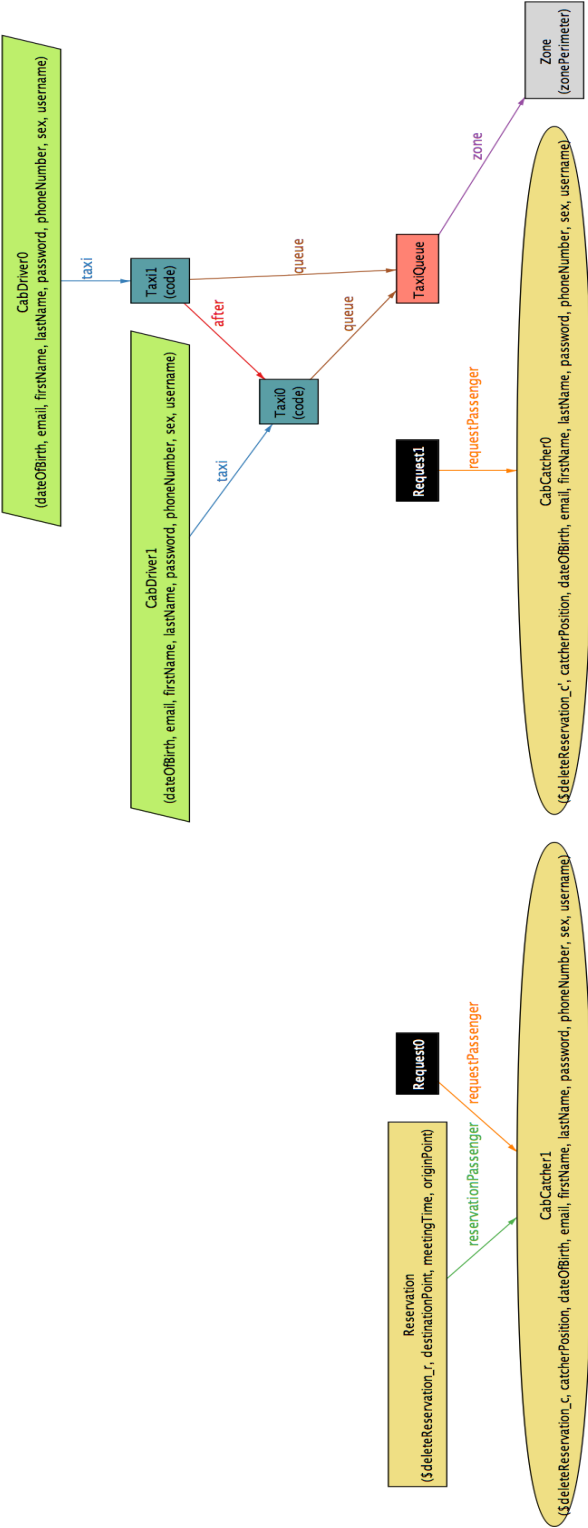 CabDriver0
(dateOfBirth, email, firstName, lastName, password, phoneNumber, sex, username)
taxi
Taxi1
(code)
CabDriver1
(dateOfBirth, email, firstName, lastName, password, phoneNumber, sex, username)
after
taxi
Taxi0
(code)
queue
queue
Reservation
($deleteReservation_r, destinationPoint, meetingTime, originPoint)
Request0
Request1
TaxiQueue
reservationPassenger
requestPassenger
requestPassenger
zone
CabCatcher1
($deleteReservation_c, catcherPosition, dateOfBirth, email, firstName, lastName, password, phoneNumber, sex, username)
CabCatcher0
($deleteReservation_c', catcherPosition, dateOfBirth, email, firstName, lastName, password, phoneNumber, sex, username)
Zone
(zonePerimeter)